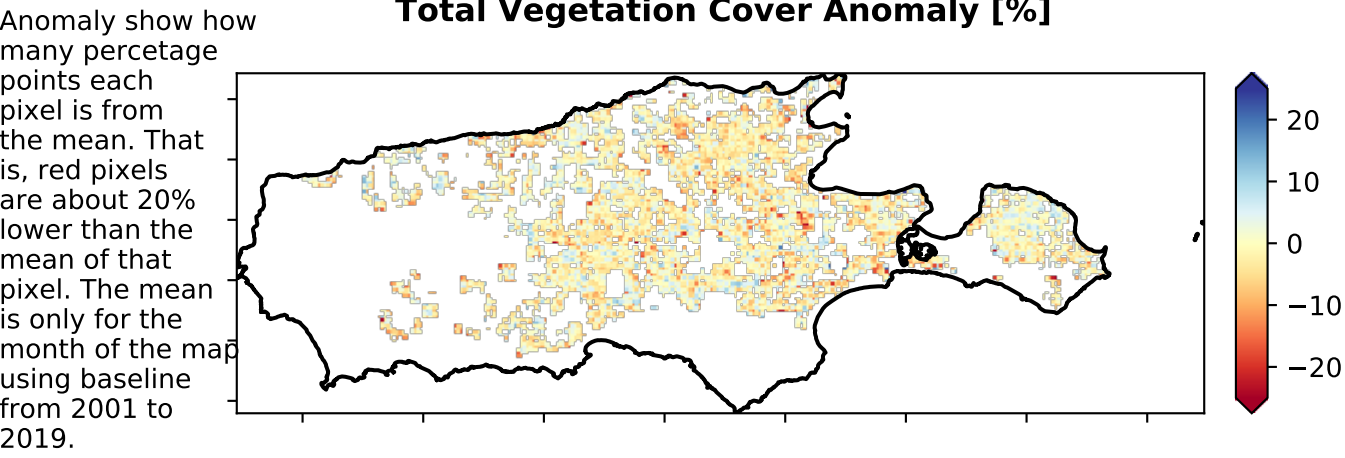 Total Vegetation Cover Anomaly [%]
Anomaly show how
many percetage
points each
pixel is from
the mean. That
is, red pixels
are about 20%
lower than the
mean of that
pixel. The mean
is only for the
month of the map
using baseline
from 2001 to
2019.
20
10
0
−10
−20